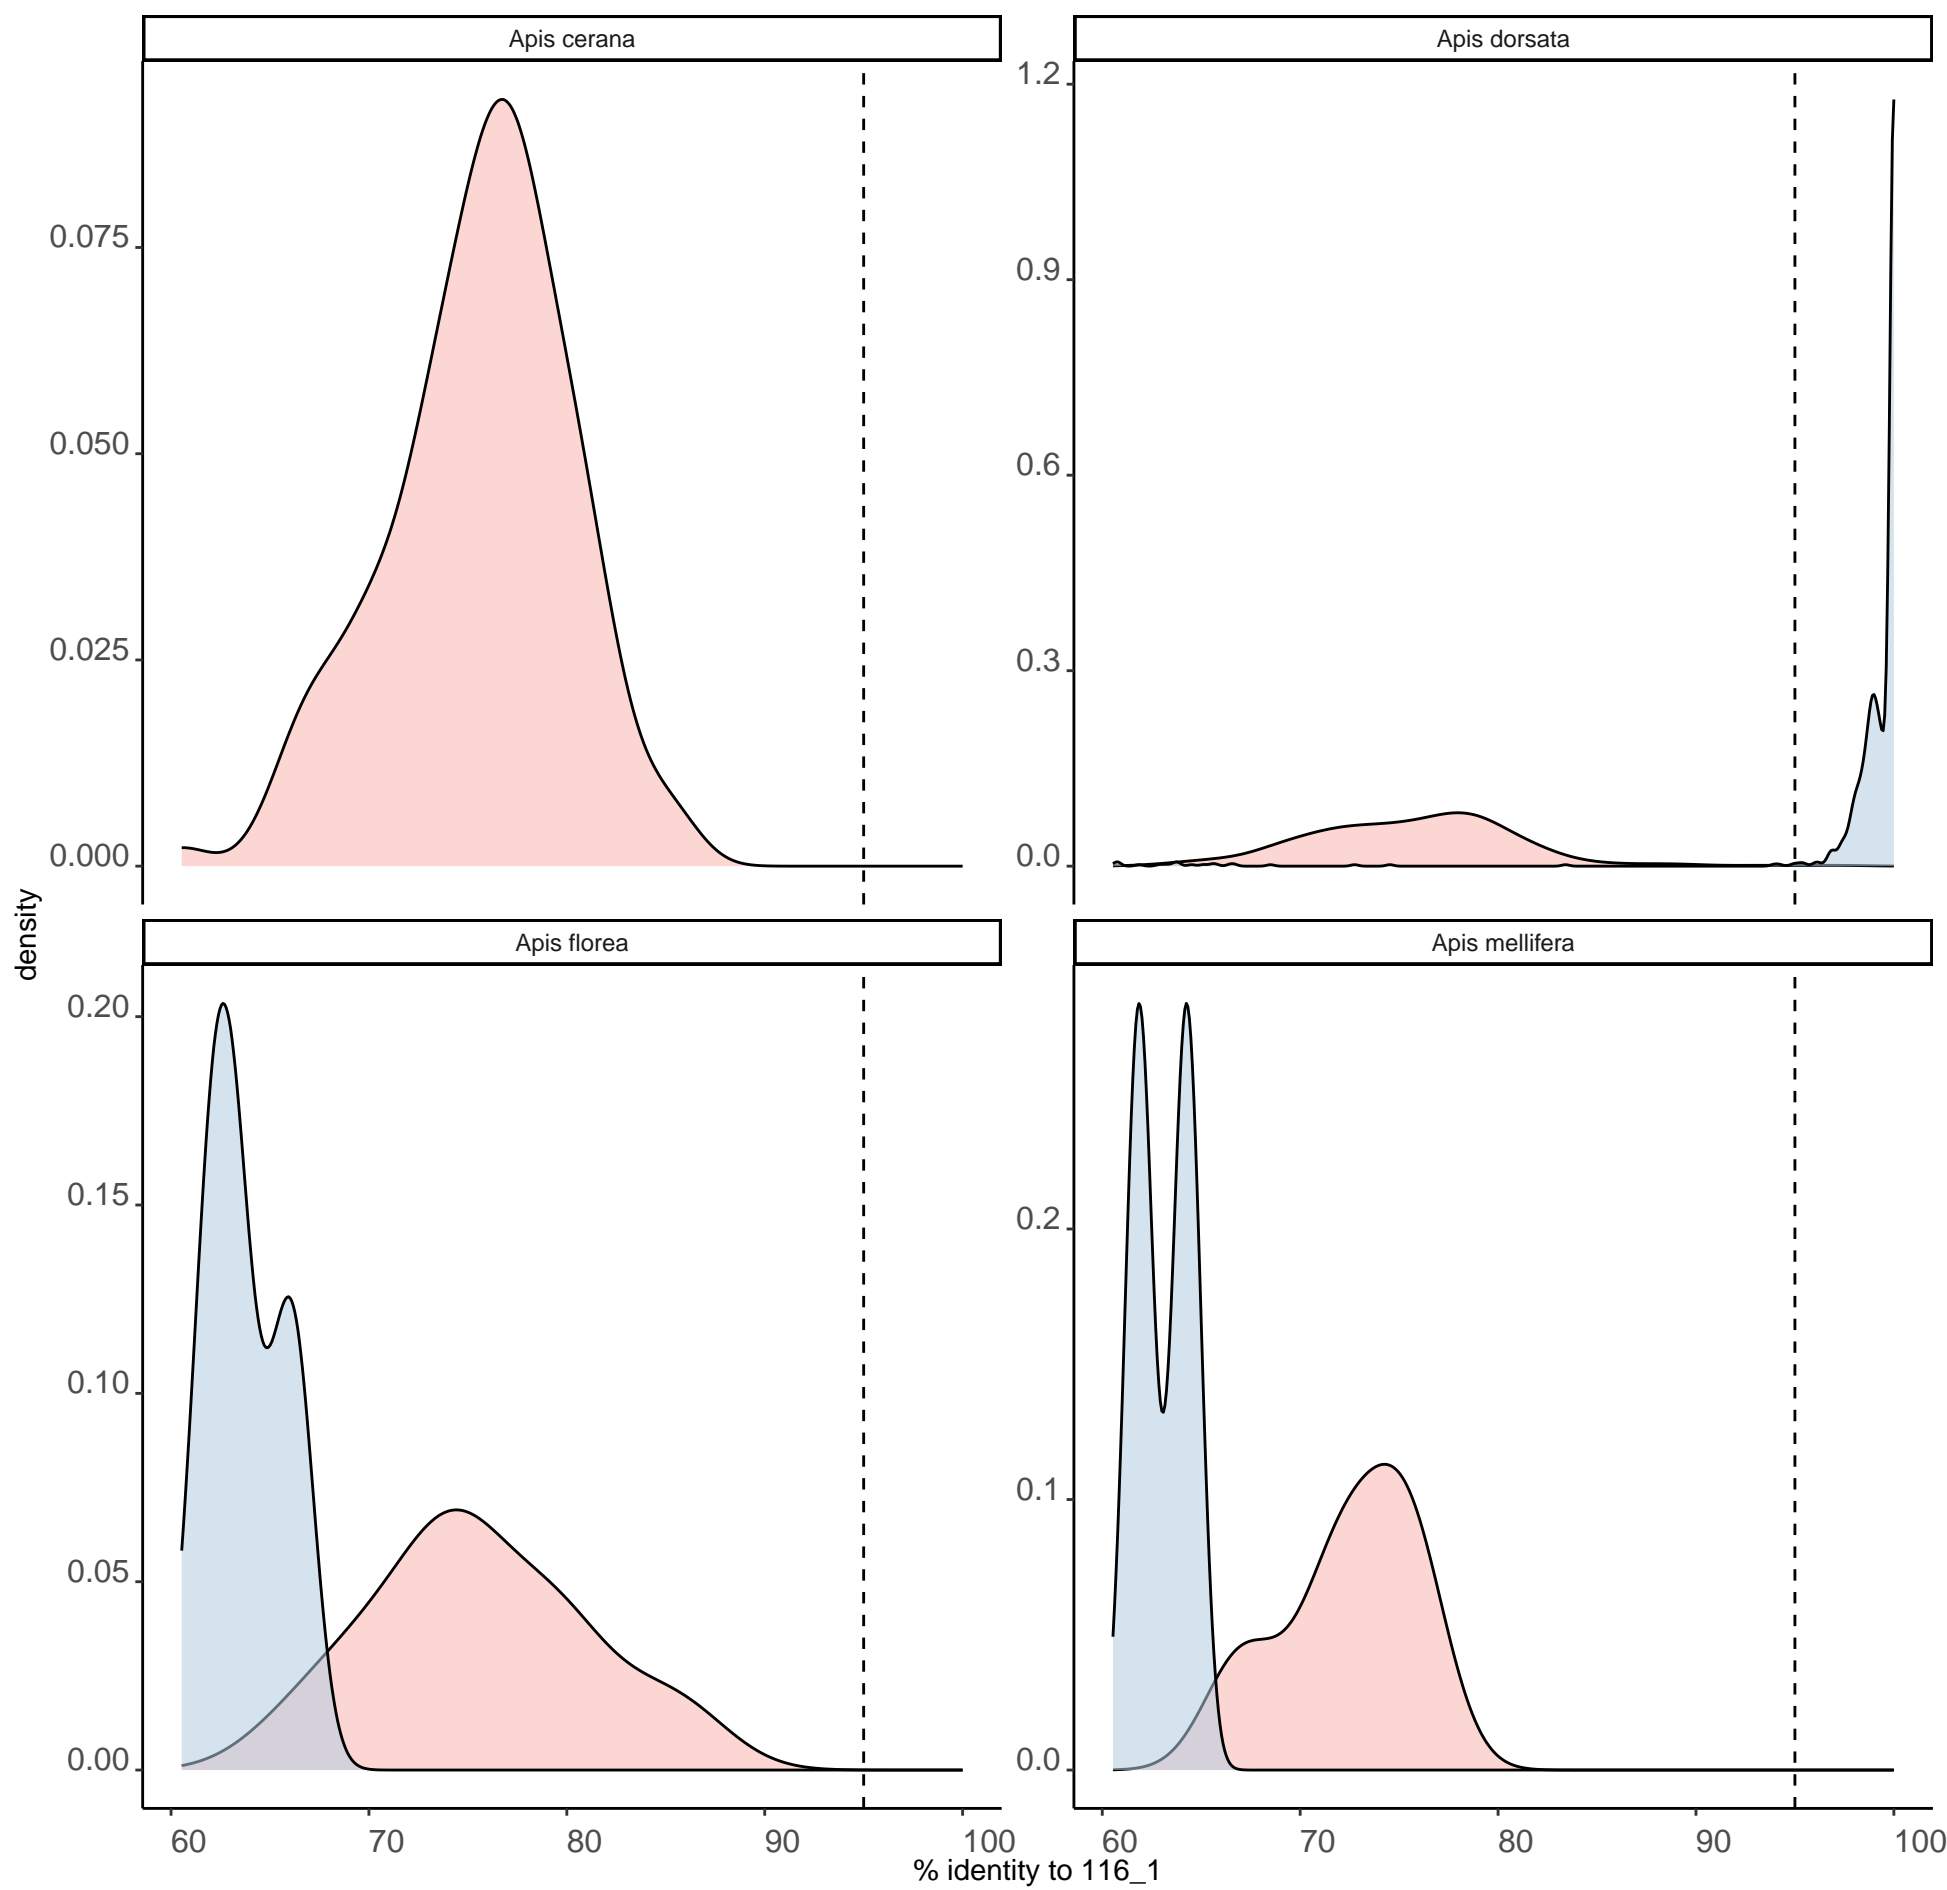 Apis cerana
Apis dorsata
0.075
0.050
0.025
0.000
1.2
0.9
0.6
0.3
0.0
density
Apis florea
Apis mellifera
0.20
0.15
0.10
0.05
0.00
0.2
0.1
0.0
60 70 80 90 100
60 70 80 90 100
% identity to 116_1